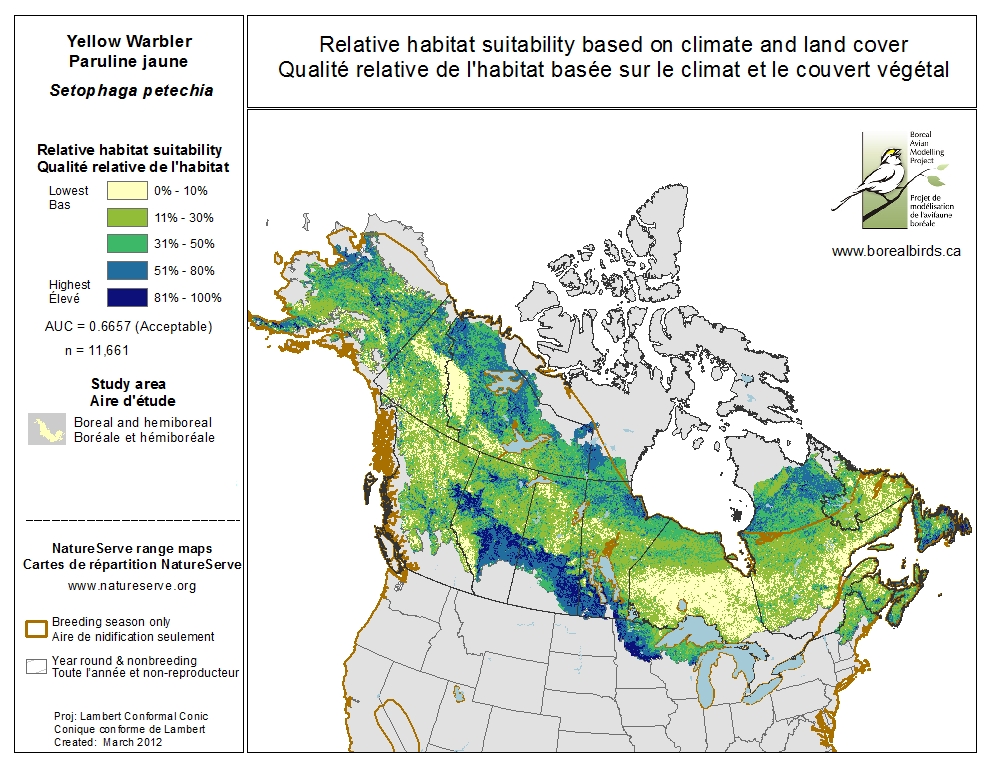 Yellow Warbler
Paruline jaune
Setophaga petechia
Relative habitat suitability
Qualité relative de l'habitat
Lowest
Bas
0% - 10%
11% - 30%
31% - 50%
51% - 80%
Highest
Élevé
81% - 100%
AUC = 0.6657 (Acceptable)
n = 11,661
Study area
Aire d'étude
Boreal and hemiboreal
Boréale et hémiboréale
NatureServe range maps
Cartes de répartition NatureServe
www.natureserve.org
Breeding season only
Aire de nidification seulement
Year round & nonbreeding
Toute l'année et non-reproducteur
Proj: Lambert Conformal Conic
Conique conforme de Lambert
Created: March 2012
Relative habitat suitability based on climate and land cover
Qualité relative de l'habitat basée sur le climat et le couvert végétal
Boreal
Avian
Modelling
Project
Projet de
modélisation
de l'avifaune
boréale
www.borealbirds.ca